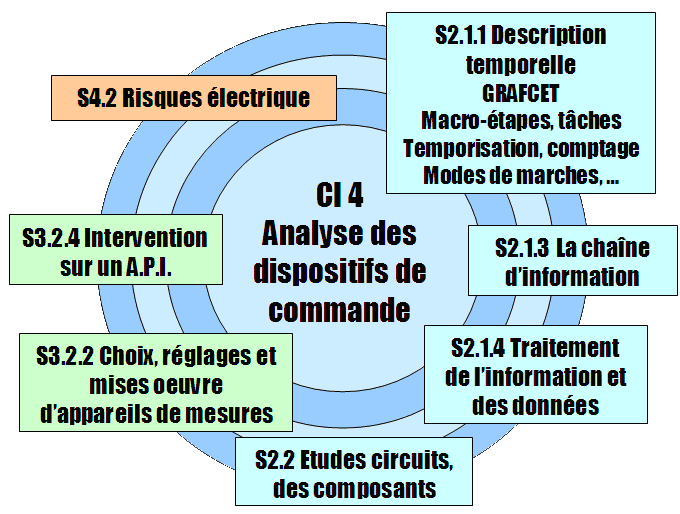 S2.1.1 Description
temporelle
GRAFCET
Macro-étapes, tâches
Temporisation, comptage
Modes de marches, ...
S4.2 Risques électrique
CI 4
Analyse des
dispositifs de
commande
S3.2.4 Intervention
sur un A.P.I.
S2.1.3 La chaîne
d'information
S3.2.2 Choix, réglages et
mises oeuvre
d'appareils de mesures
S2.1.4 Traitement
de l'information et
des données
S2.2 Etudes circuits,
des composants